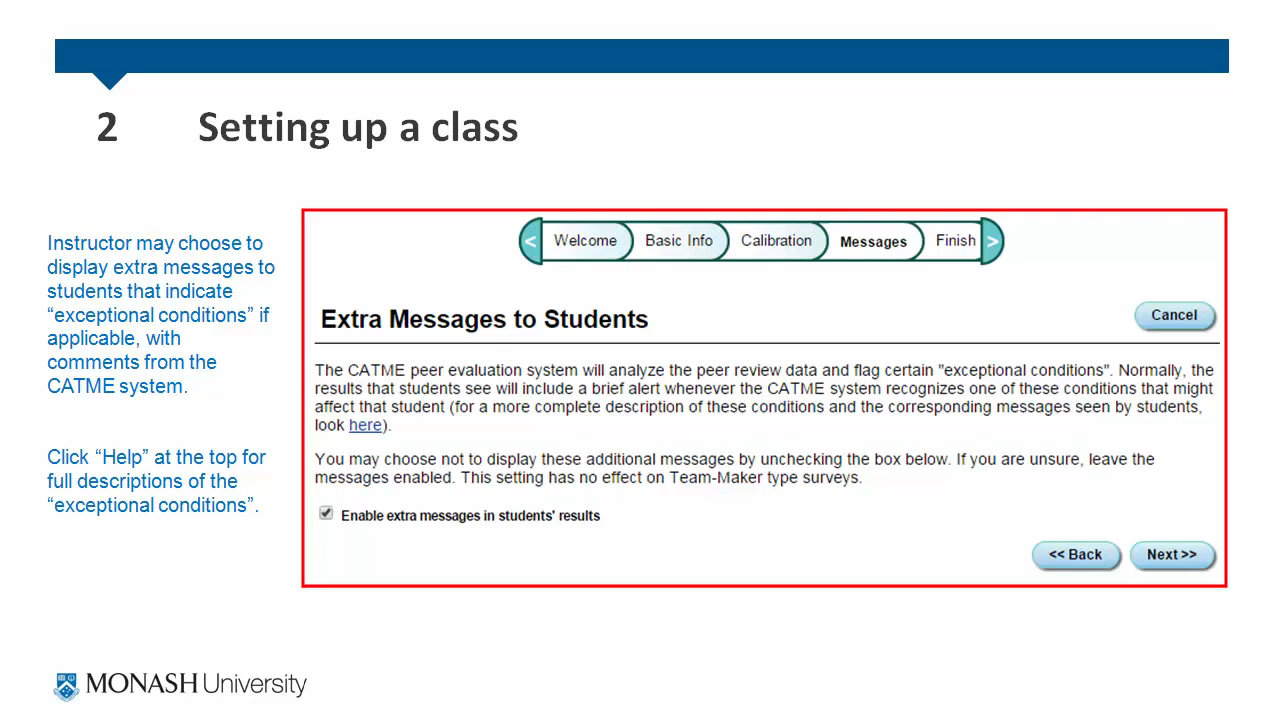 2 Setting up a class
Instructor may choose to
display extra messages to
students that indicate
“exceptional conditions” if
applicable, with
comments from the
CATME system.
Click “Help” at the top for
full descriptions of the
“exceptional conditions”.
< Welcome Basic Info Calibration Messages Finish >
Extra Messages to Students
Cancel
The CATME peer evaluation system will analyze the peer review data and flag certain "exceptional conditions". Normally, the
results that students see will include a brief alert whenever the CATME system recognizes one of these conditions that might
affect that student (for a more complete description of these conditions and the corresponding messages seen by students,
look here).
You may choose not to display these additional messages by unchecking the box below. If you are unsure, leave the
messages enabled. This setting has no effect on Team-Maker type surveys.
Enable extra messages in students' results
<< Back Next >>
MONASH University